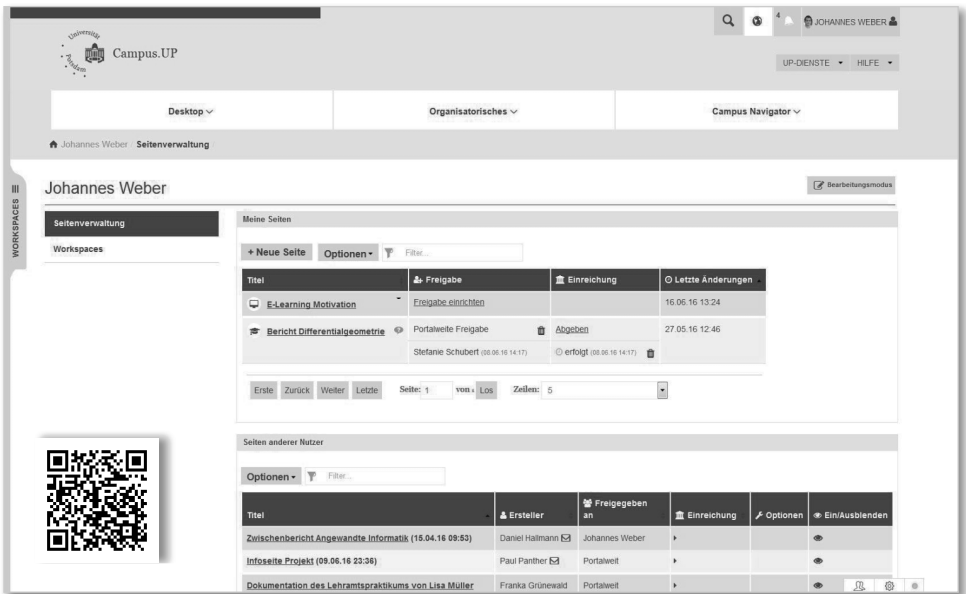 4
JOHANNES WEBER
Universität
Potsdam
Campus.UP
UP-DIENSTE HILFE
Desktop Organisatorisches Campus Navigator
Johannes Weber Seitenverwaltung
WORKSPACES
Johannes Weber
Bearbeitungsmodus
Seitenverwaltung
Workspaces
Meine Seiten
+ Neue Seite Optionen Filter...
Titel Freigabe Einreichung Letzte Änderungen
E-Learning Motivation Freigabe einrichten 16.06.16 13:24
Bericht Differentialgeometrie Portalweite Freigabe Abgeben 27.05.16 12:46
Stefanie Schubert (08.06.16 14:17) erfolgt (08.06.16 14:17)
Erste Zurück Weiter Letzte Seite: 1 von Los Zeilen: 5
Seiten anderer Nutzer
Optionen Filter...
Titel Ersteller Freigegeben an Einreichung Optionen Ein/Ausblenden
Zwischenbericht Angewandte Informatik (15.04.16 09:53) Daniel Hallmann Johannes Weber
Infoseite Projekt (09.06.16 23:36) Paul Panther Portalweit
Dokumentation des Lehramtspraktikums von Lisa Müller Franka Grünewald Portalweit